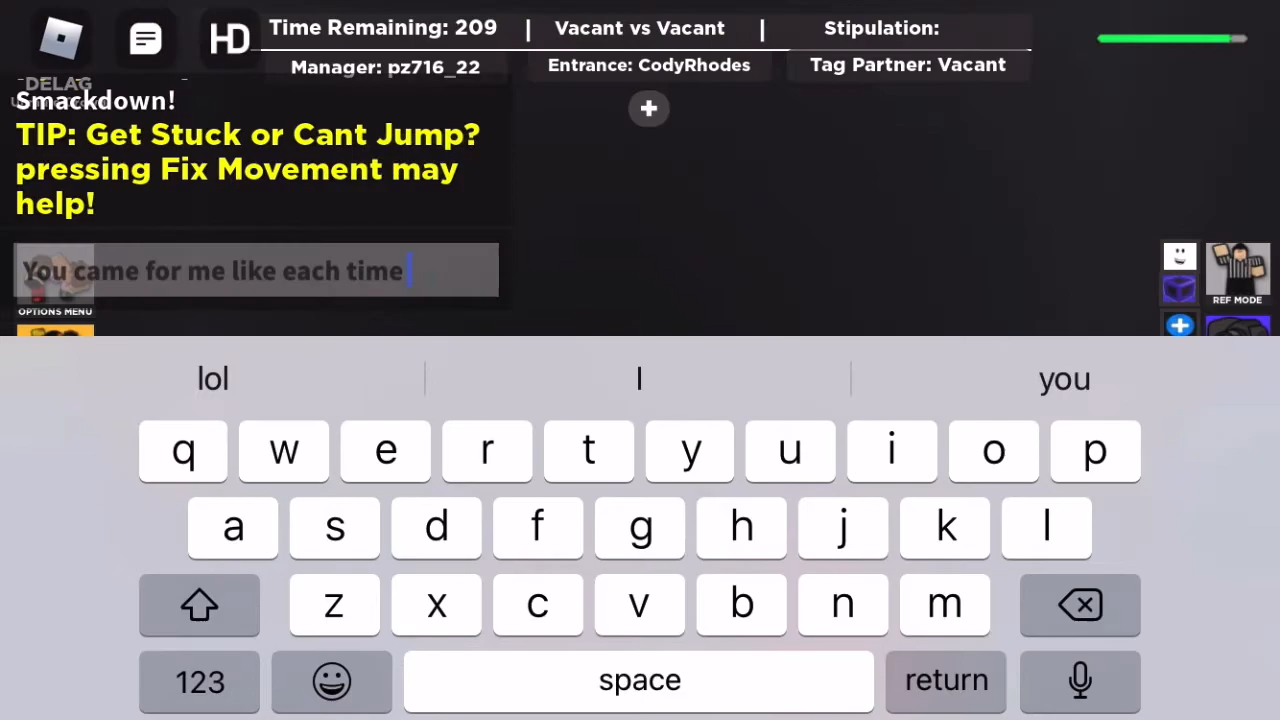 HD
Time Remaining: 209 | Vacant vs Vacant | Stipulation:
Manager: pz716_22 Entrance: CodyRhodes Tag Partner: Vacant
DELAG
Smackdown!
TIP: Get Stuck or Cant Jump?
pressing Fix Movement may
help!
You came for me like each time
OPTIONS MENU
REF MODE
lol I you
q w e r t y u i o p
a s d f g h j k l
z x c v b n m
123 space return